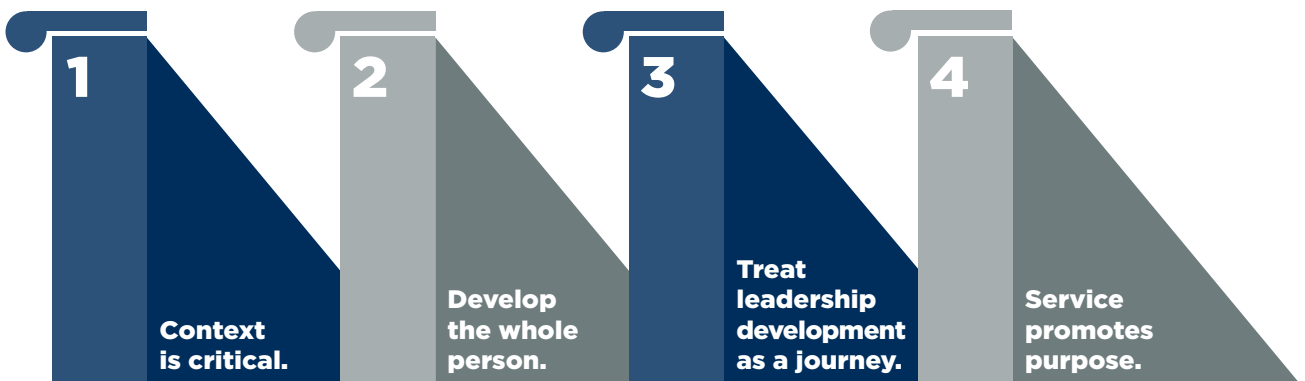 1
Context
is critical.
2
Develop
the whole
person.
3
Treat
leadership
development
as a journey.
4
Service
promotes
purpose.